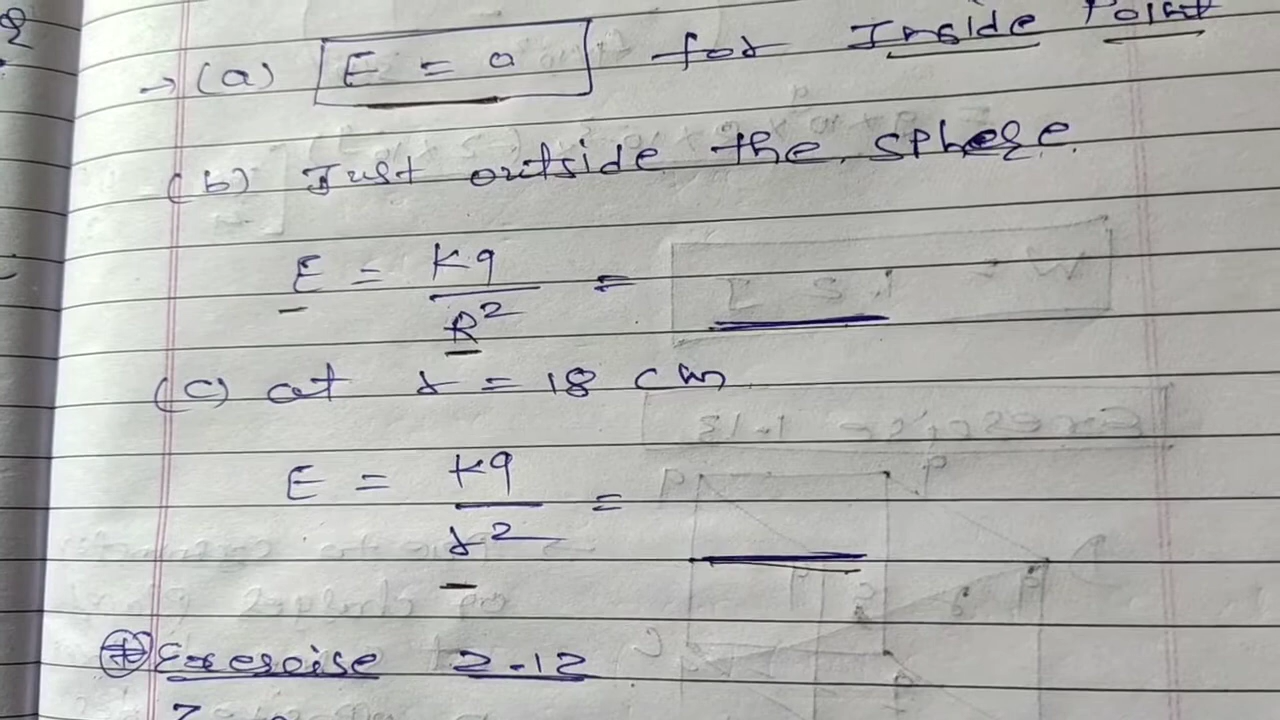 → (a) E = 0 for Inside Point
(b) Just outside the sphere.
E = Kq / R² =
(c) at r = 18 cm.
E = Kq / r² =
Exercise 2.12